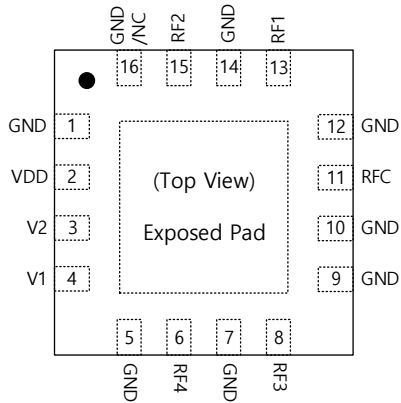 GND
/NC
RF2
GND
RF1
16
15
14
13
GND 1
12 GND
VDD 2
(Top View)
11 RFC
V2 3
Exposed Pad
10 GND
V1 4
9 GND
5
6
7
8
GND
RF4
GND
RF3